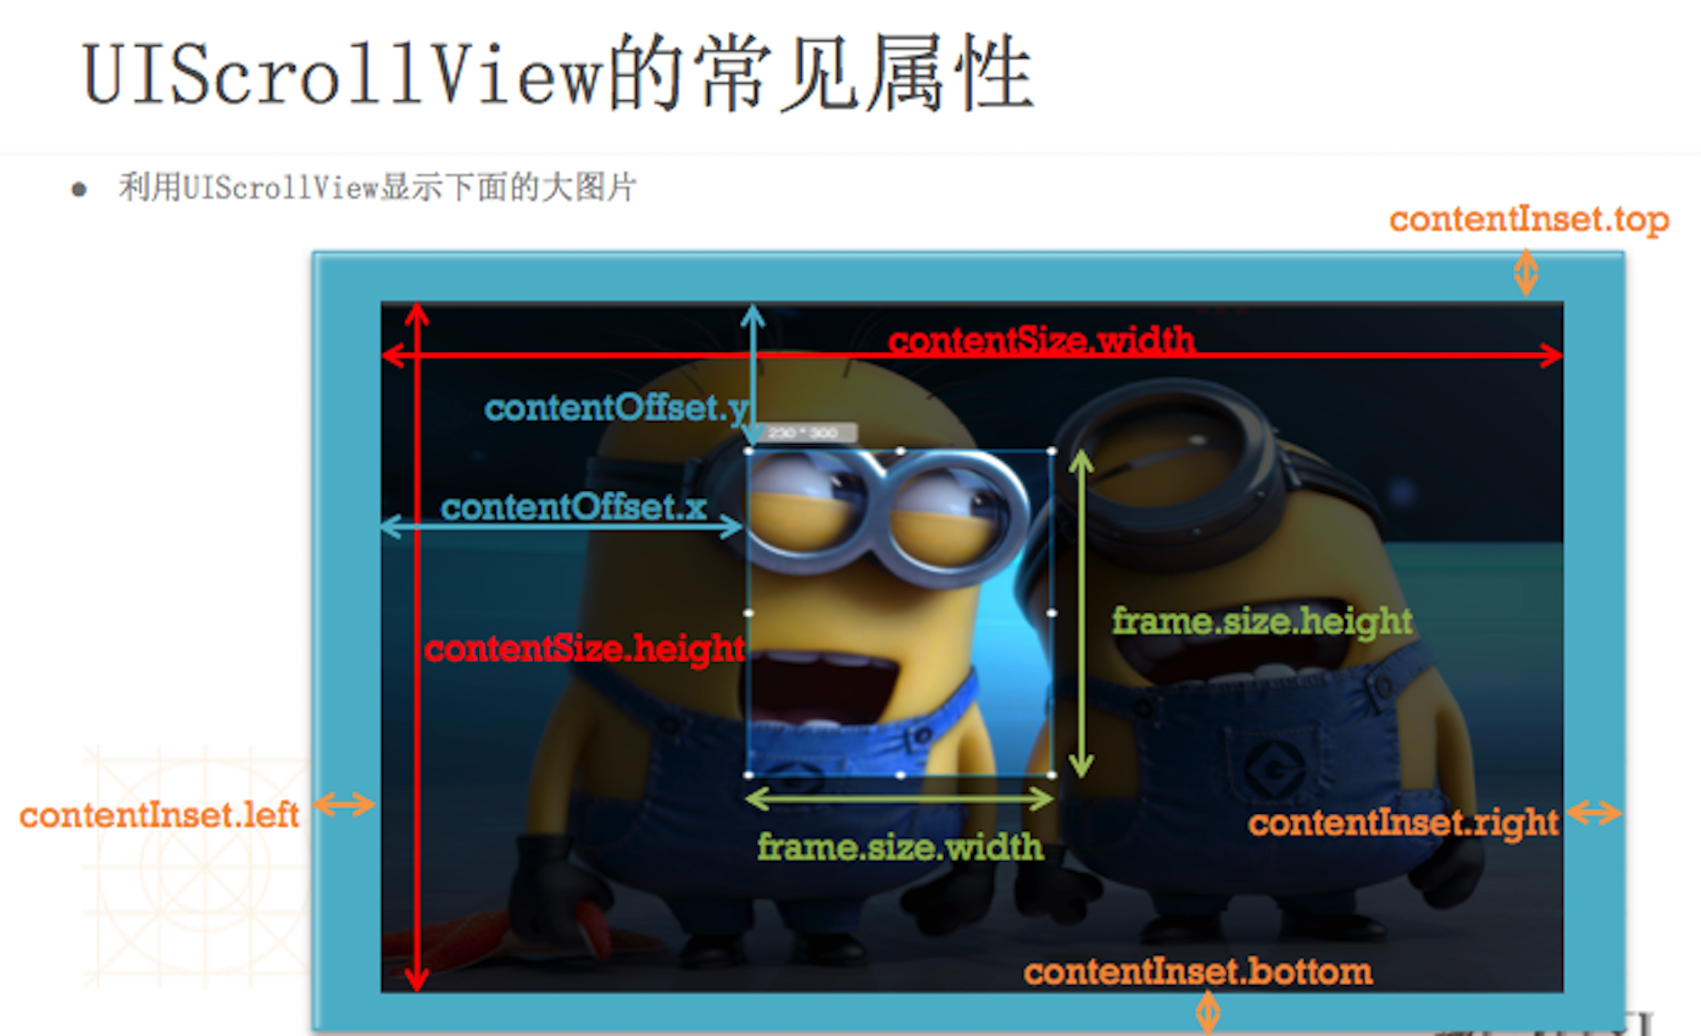 UIScrollView的常见属性
利用UIScrollView显示下面的大图片
contentInset.top
contentSize.width
contentOffset.y
230 * 300
contentOffset.x
frame.size.height
contentSize.height
contentInset.left
contentInset.right
frame.size.width
contentInset.bottom